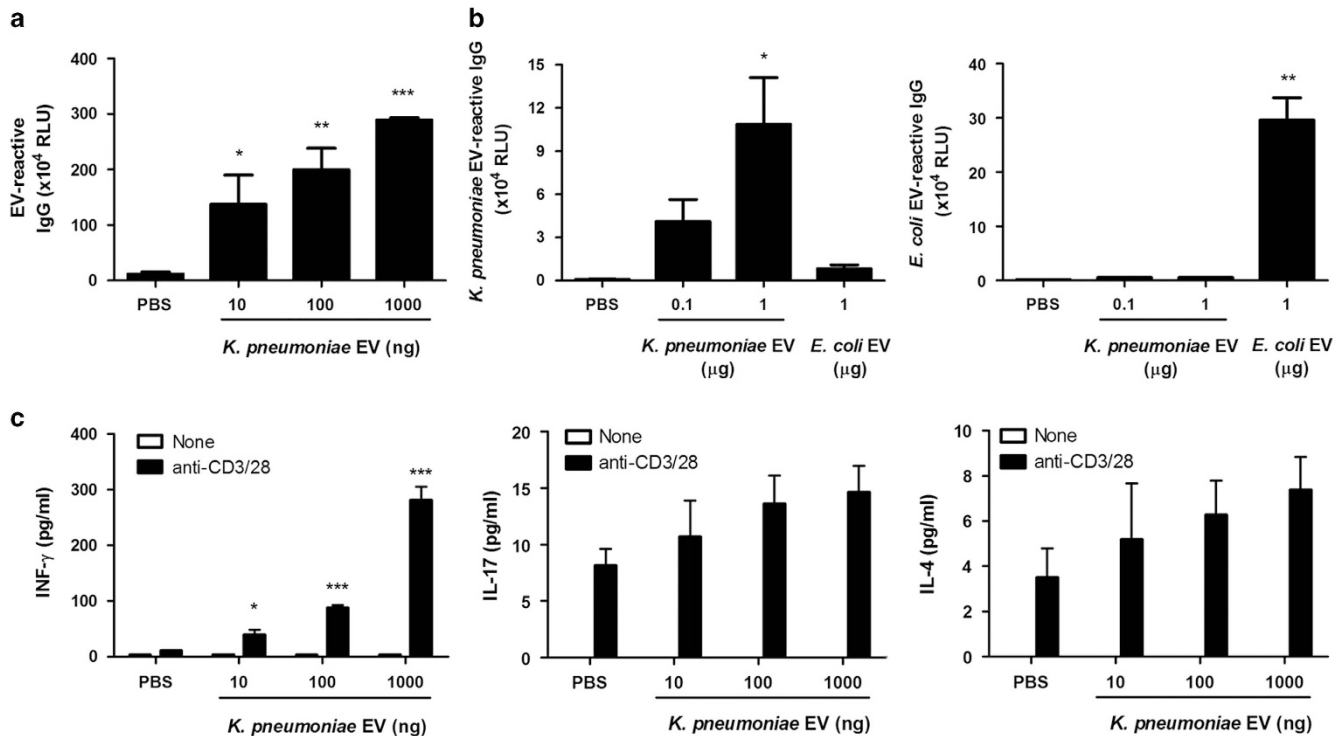 a
EV-reactive
IgG (x10⁴ RLU)
400
300
200
100
0
*
**
***
PBS
10
100
1000
K. pneumoniae EV (ng)
b
K. pneumoniae EV-reactive IgG
(x10⁴ RLU)
15
12
9
6
3
0
*
PBS
0.1
1
1
K. pneumoniae EV
(μg)
E. coli EV
(μg)
E. coli EV-reactive IgG
(x10⁴ RLU)
40
30
20
10
0
**
PBS
0.1
1
1
K. pneumoniae EV
(μg)
E. coli EV
(μg)
c
INF-γ (pg/ml)
400
300
200
100
0
None
anti-CD3/28
*
***
***
PBS
10
100
1000
K. pneumoniae EV (ng)
IL-17 (pg/ml)
20
15
10
5
0
None
anti-CD3/28
PBS
10
100
1000
K. pneumoniae EV (ng)
IL-4 (pg/ml)
10
8
6
4
2
0
None
anti-CD3/28
PBS
10
100
1000
K. pneumoniae EV (ng)